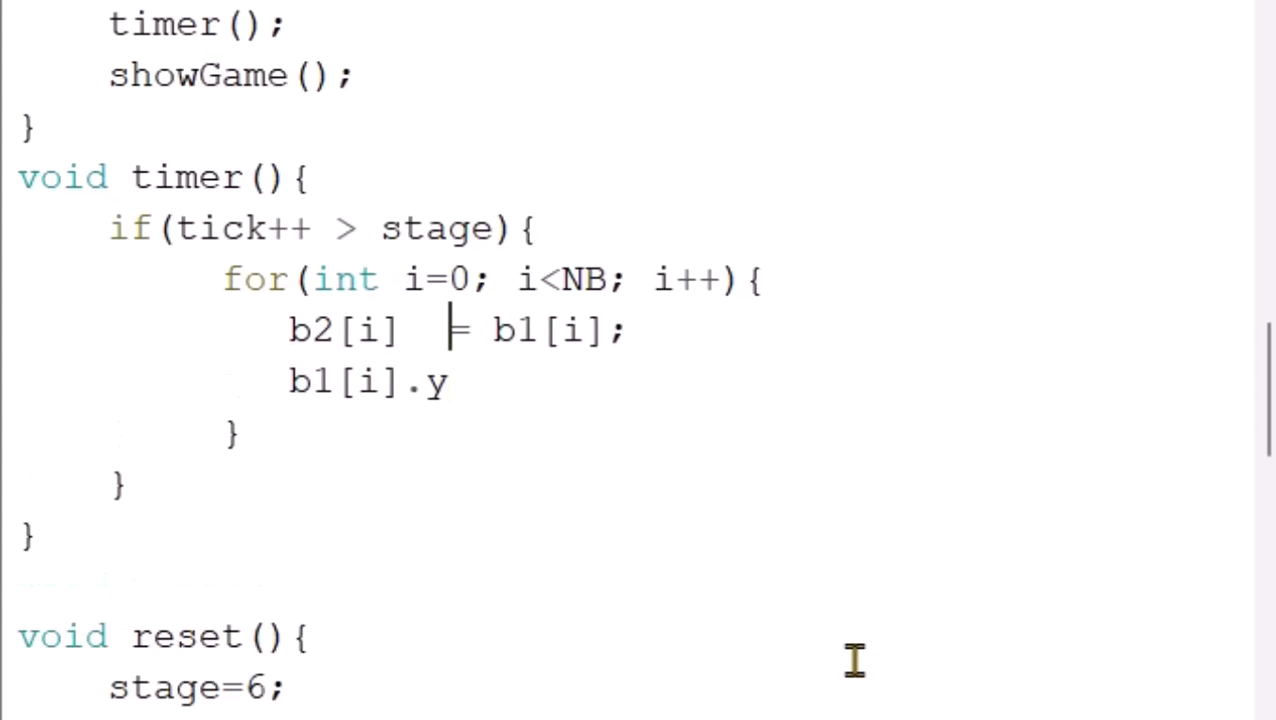 timer();
showGame();
}
void timer(){
if(tick++ > stage){
for(int i=0; i<NB; i++){
b2[i] = b1[i];
b1[i].y
}
}
}
void reset(){
stage=6;